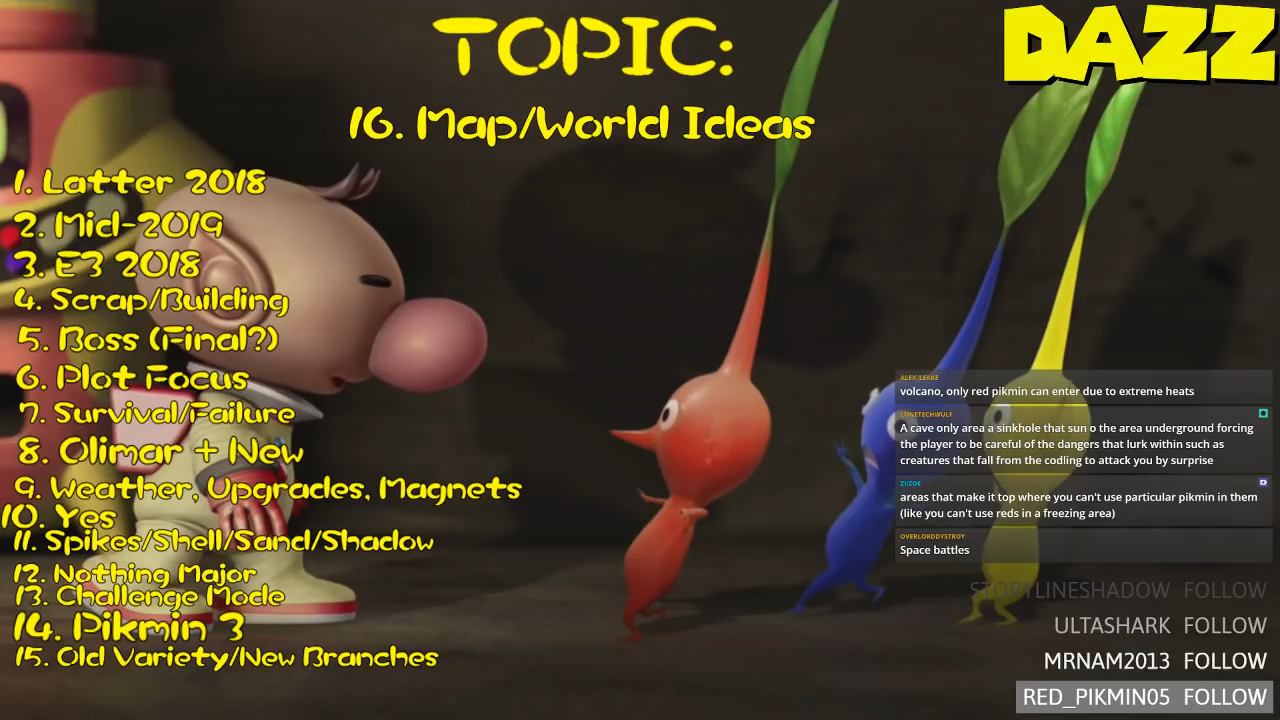 TOPIC:
DAZZ
16. Map/World Ideas
1. Latter 2018
2. Mid-2019
3. E3 2018
4. Scrap/Building
5. Boss (Final?)
6. Plot Focus
7. Survival/Failure
8. Olimar + New
9. Weather, Upgrades, Magnets
10. Yes
11. Spikes/Shell/Sand/Shadow
12. Nothing Major
13. Challenge Mode
14. Pikmin 3
15. Old Variety/New Branches
ALEX|LEAKE
volcano, only red pikmin can enter due to extreme heats
LONETECHWULF
A cave only area a sinkhole that sun o the area underground forcing
the player to be careful of the dangers that lurk within such as
creatures that fall from the codling to attack you by surprise
ZIIZOE
areas that make it top where you can't use particular pikmin in them
(like you can't use reds in a freezing area)
OVERLORDDYSTROY
Space battles
STORYLINESHADOW FOLLOW
ULTASHARK FOLLOW
MRNAM2013 FOLLOW
RED_PIKMIN05 FOLLOW